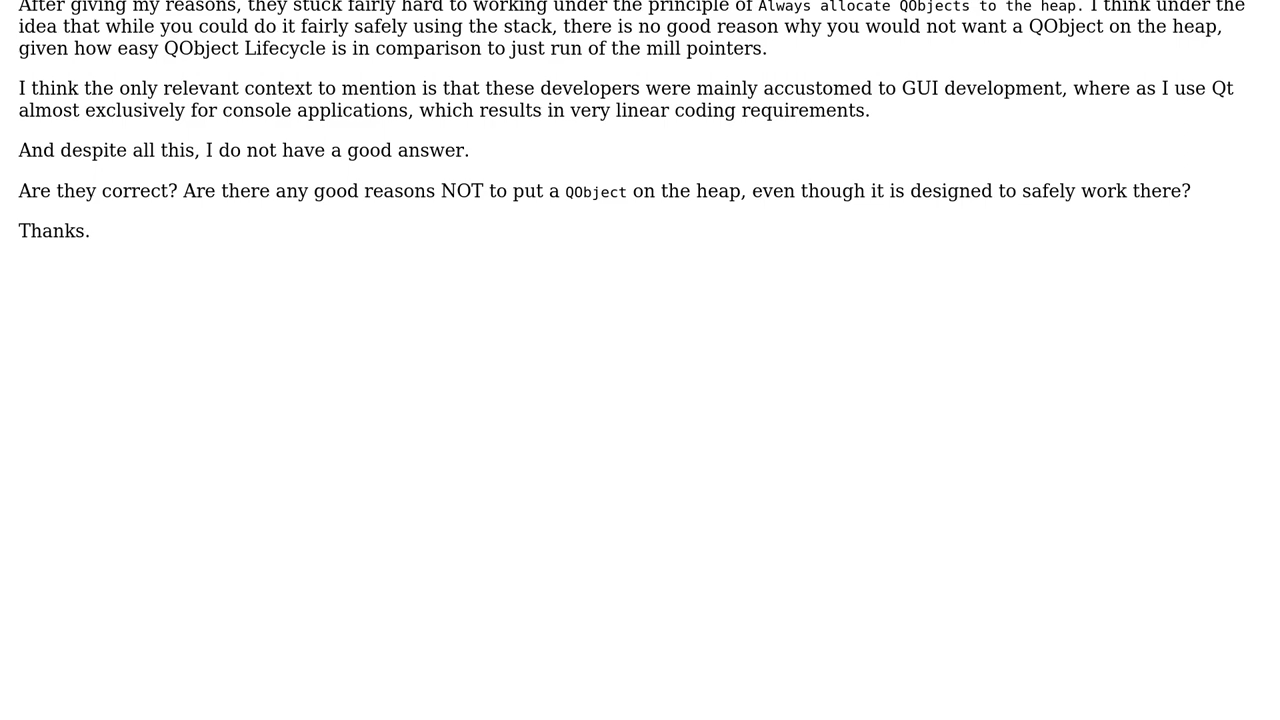 After giving my reasons, they stuck fairly hard to working under the principle of Always allocate QObjects to the heap. I think under the
idea that while you could do it fairly safely using the stack, there is no good reason why you would not want a QObject on the heap,
given how easy QObject Lifecycle is in comparison to just run of the mill pointers.
I think the only relevant context to mention is that these developers were mainly accustomed to GUI development, where as I use Qt
almost exclusively for console applications, which results in very linear coding requirements.
And despite all this, I do not have a good answer.
Are they correct? Are there any good reasons NOT to put a QObject on the heap, even though it is designed to safely work there?
Thanks.